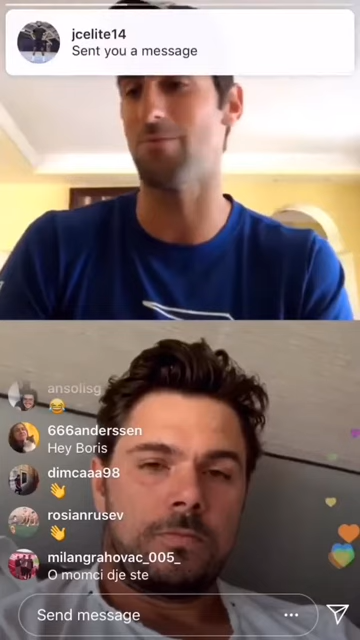 jcelite14
Sent you a message
ansolisg
😂
666anderssen
Hey Boris
dimcaaa98
👋
rosianrusev
👋
milangrahovac_005_
O momci dje ste
Send message